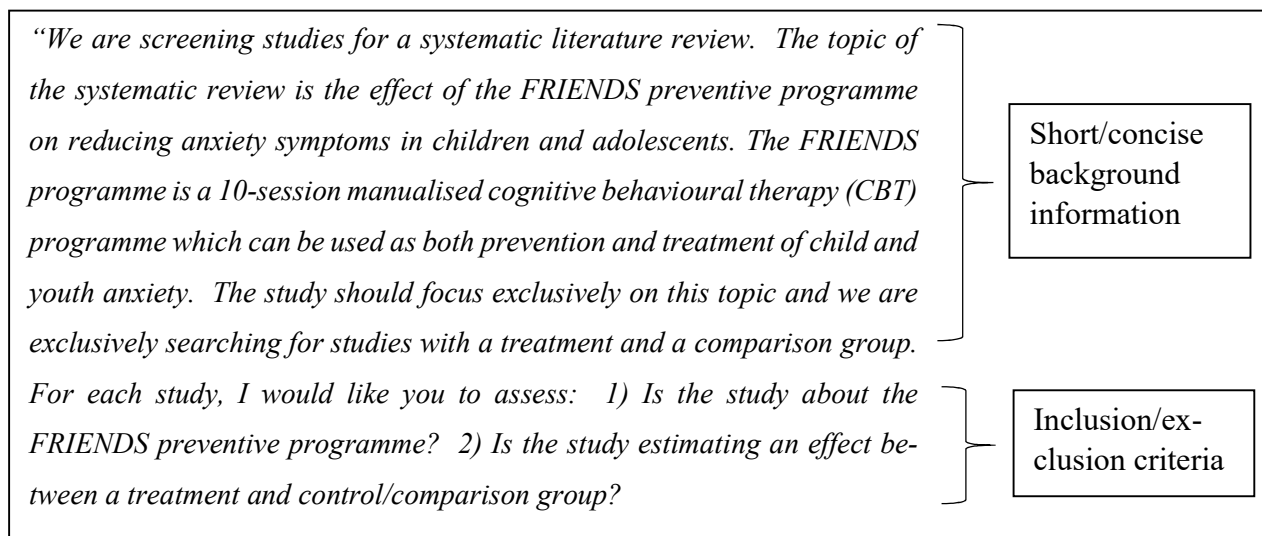 “We are screening studies for a systematic literature review.  The topic of
the systematic review is the effect of the FRIENDS preventive programme
on reducing anxiety symptoms in children and adolescents. The FRIENDS
programme is a 10-session manualised cognitive behavioural therapy (CBT)
programme which can be used as both prevention and treatment of child and
youth anxiety.  The study should focus exclusively on this topic and we are
exclusively searching for studies with a treatment and a comparison group.
For each study, I would like you to assess:  1) Is the study about the
FRIENDS preventive programme?  2) Is the study estimating an effect be-
tween a treatment and control/comparison group?
Short/concise
background
information
Inclusion/ex-
clusion criteria